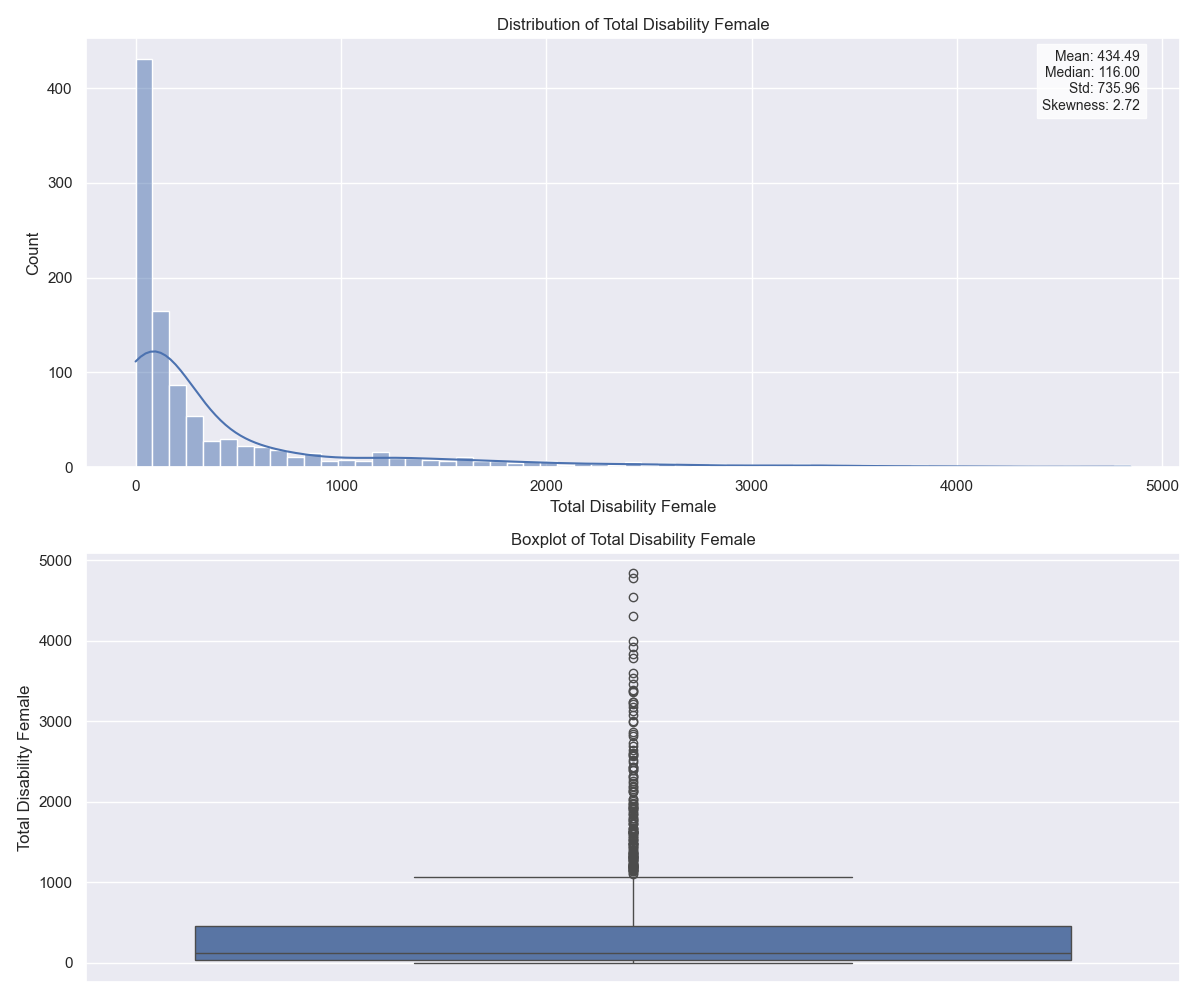 Distribution of Total Disability Female
Mean: 434.49
Median: 116.00
Std: 735.96
Skewness: 2.72
400
300
200
100
0
Count
0 1000 2000 3000 4000 5000
Total Disability Female
Boxplot of Total Disability Female
5000
4000
3000
2000
1000
0
Total Disability Female